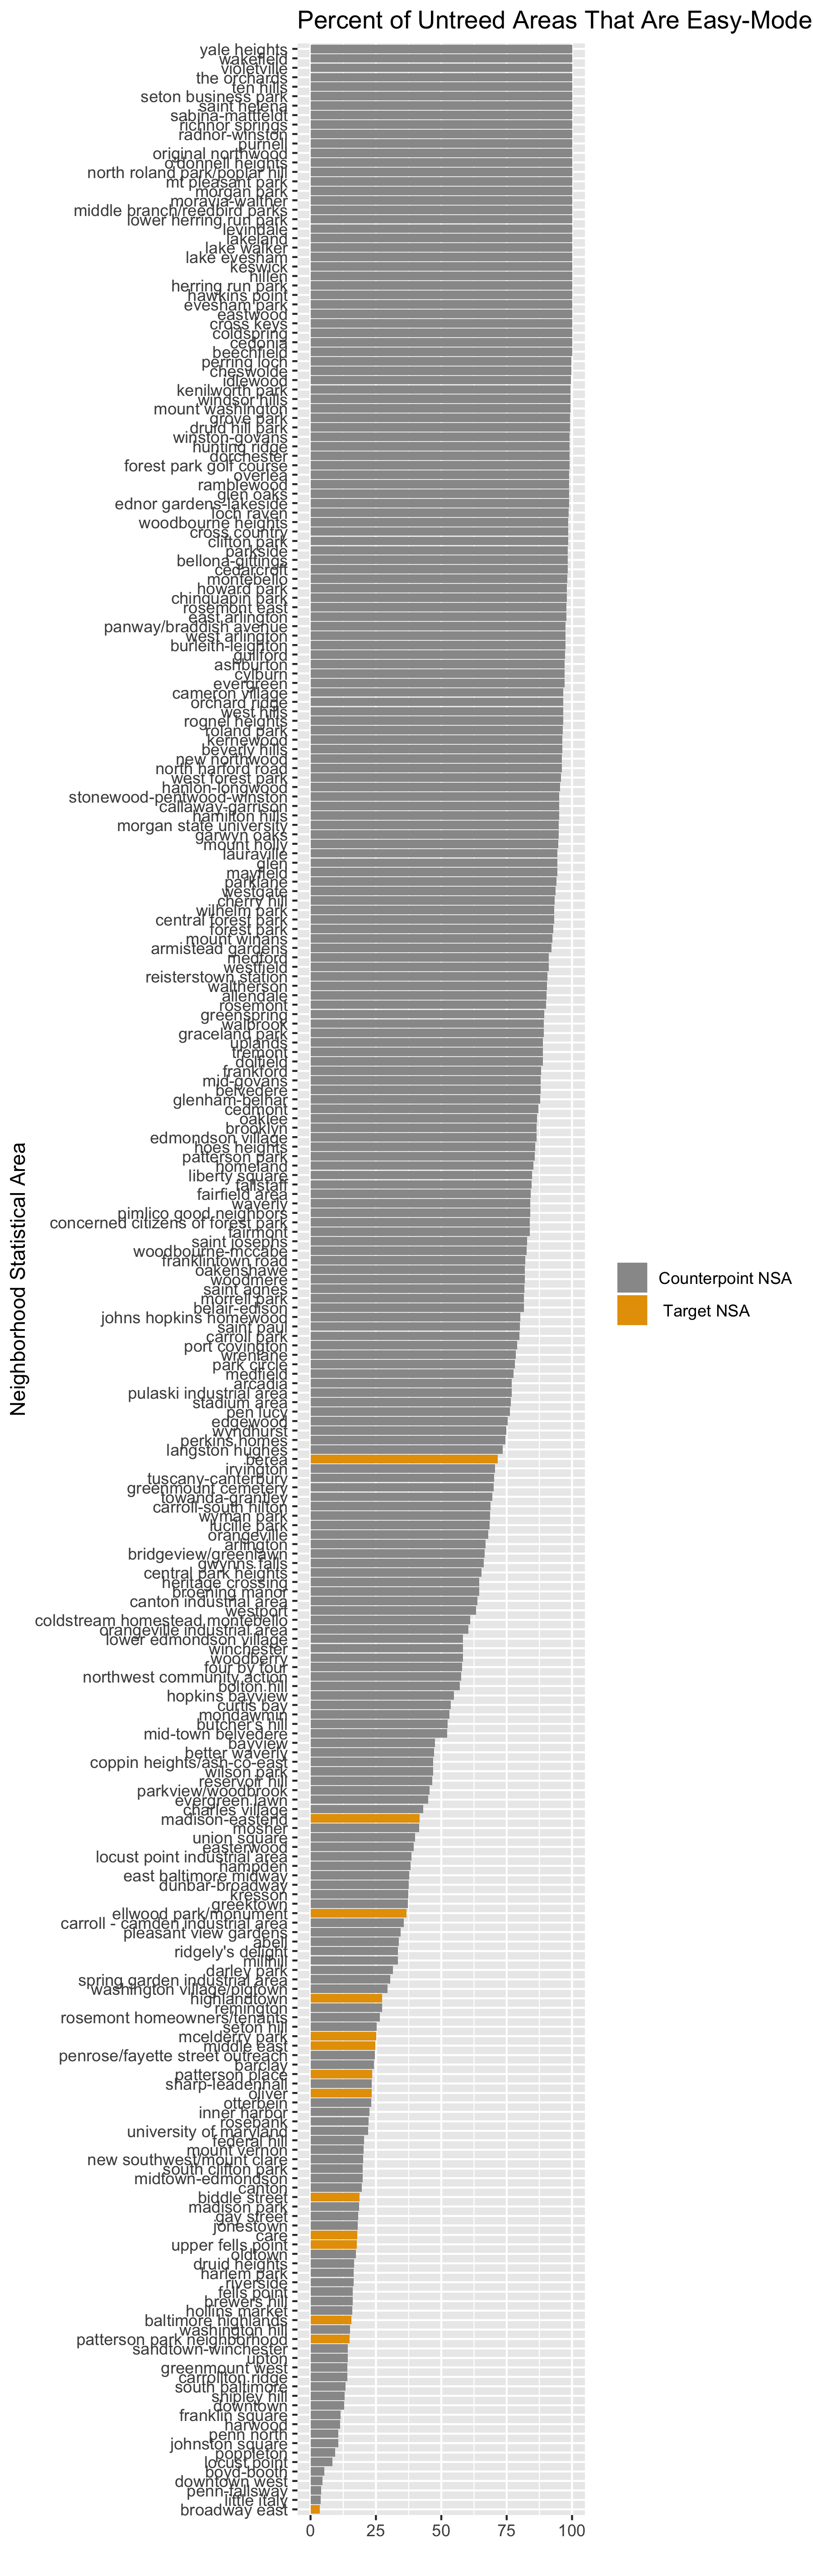 Percent of Untreed Areas That Are Easy-Mode
yale heights
wakefield
violetville
the orchards
ten hills
seton business park
saint helena
sabina-mattfeldt
richnor springs
radnor-winston
purnell
original northwood
o'donnell heights
north roland park/poplar hill
mt pleasant park
morgan park
moravia-walther
middle branch/reedbird parks
lower herring run park
levindale
lakeland
lake walker
lake evesham
keswick
hillen
herring run park
hawkins point
evesham park
eastwood
cross keys
coldspring
cedonia
beechfield
perring loch
cheswolde
idlewood
kenilworth park
windsor hills
mount washington
grove park
druid hill park
winston-govans
hunting ridge
dorchester
forest park golf course
overlea
ramblewood
glen oaks
ednor gardens-lakeside
loch raven
woodbourne heights
cross country
clifton park
parkside
bellona-gittings
cedarcroft
montebello
howard park
chinquapin park
rosemont east
east arlington
panway/braddish avenue
west arlington
burleith-leighton
guilford
ashburton
cylburn
evergreen
cameron village
orchard ridge
west hills
rognel heights
roland park
kernewood
beverly hills
new northwood
north harford road
west forest park
hanlon-longwood
stonewood-pentwood-winston
callaway-garrison
hamilton hills
morgan state university
garwyn oaks
mount holly
lauraville
glen
mayfield
parklane
westgate
cherry hill
wilhelm park
central forest park
forest park
mount winans
armistead gardens
medford
westfield
reisterstown station
waltherson
allendale
rosemont
greenspring
walbrook
graceland park
uplands
tremont
dolfield
frankford
mid-govans
belvedere
glenham-belhar
cedmont
oaklee
brooklyn
edmondson village
hoes heights
patterson park
homeland
liberty square
fallstaff
fairfield area
waverly
pimlico good neighbors
concerned citizens of forest park
fairmont
saint josephs
woodbourne-mccabe
franklintown road
oakenshawe
woodmere
saint agnes
morrell park
belair-edison
johns hopkins homewood
saint paul
carroll park
port covington
wrenlane
park circle
medfield
arcadia
pulaski industrial area
stadium area
pen lucy
edgewood
wyndhurst
perkins homes
langston hughes
berea
irvington
tuscany-canterbury
greenmount cemetery
towanda-grantley
carroll-south hilton
wyman park
lucille park
orangeville
arlington
bridgeview/greenlawn
gwynns falls
central park heights
heritage crossing
broening manor
canton industrial area
westport
coldstream homestead montebello
orangeville industrial area
lower edmondson village
winchester
woodberry
four by four
northwest community action
bolton hill
hopkins bayview
curtis bay
mondawmin
butcher's hill
mid-town belvedere
bayview
better waverly
coppin heights/ash-co-east
wilson park
reservoir hill
parkview/woodbrook
evergreen lawn
charles village
madison-eastend
mosher
union square
easterwood
locust point industrial area
hampden
east baltimore midway
dunbar-broadway
kresson
greektown
ellwood park/monument
carroll - camden industrial area
pleasant view gardens
abell
ridgely's delight
millhill
darley park
spring garden industrial area
washington village/pigtown
highlandtown
remington
rosemont homeowners/tenants
seton hill
mcelderry park
middle east
penrose/fayette street outreach
barclay
patterson place
sharp-leadenhall
oliver
otterbein
inner harbor
rosebank
university of maryland
federal hill
mount vernon
new southwest/mount clare
south clifton park
midtown-edmondson
canton
biddle street
madison park
gay street
jonestown
care
upper fells point
oldtown
druid heights
harlem park
riverside
fells point
brewers hill
hollins market
baltimore highlands
washington hill
patterson park neighborhood
sandtown-winchester
upton
greenmount west
carrollton ridge
south baltimore
shipley hill
downtown
franklin square
harwood
penn north
johnston square
poppleton
locust point
boyd-booth
downtown west
penn-fallsway
little italy
broadway east
0 25 50 75 100
Neighborhood Statistical Area
Counterpoint NSA
Target NSA